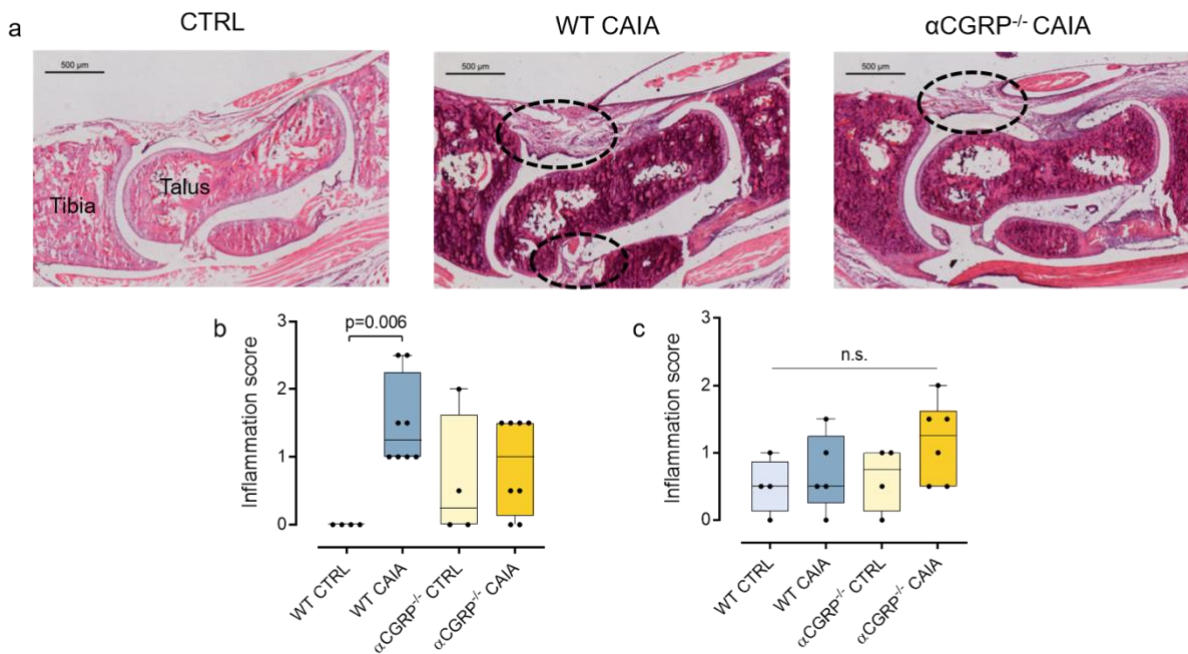 a
CTRL
WT CAIA
αCGRP-/- CAIA
500 µm
500 µm
500 µm
Tibia
Talus
b
Inflammation score
3
2
1
0
p=0.006
WT CTRL
WT CAIA
αCGRP-/- CTRL
αCGRP-/- CAIA
c
Inflammation score
3
2
1
0
n.s.
WT CTRL
WT CAIA
αCGRP-/- CTRL
αCGRP-/- CAIA